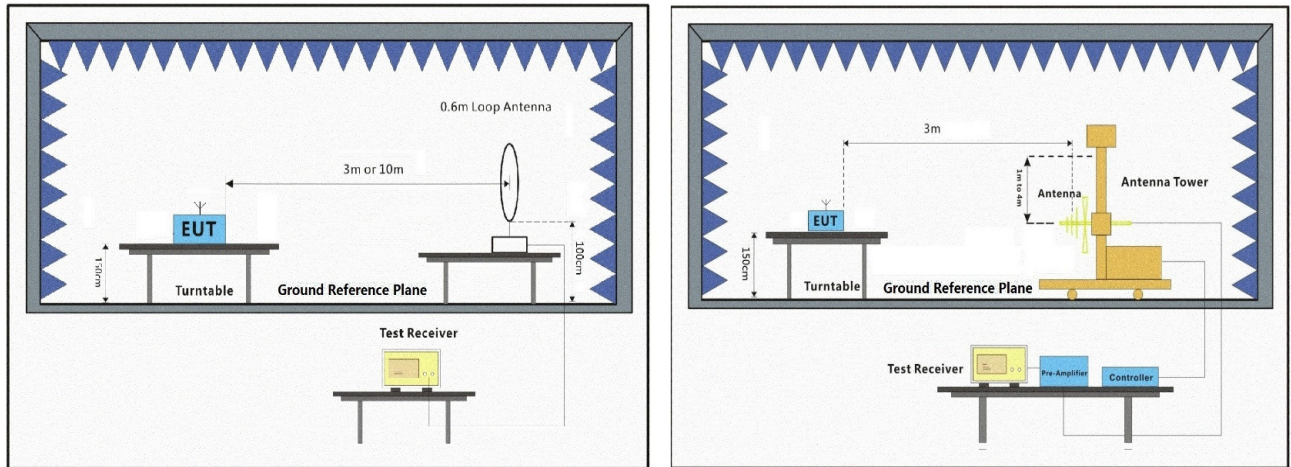 0.6m Loop Antenna
3m or 10m
EUT
150cm
100cm
Turntable
Ground Reference Plane
Test Receiver
3m
1m to 4m
Antenna
Antenna Tower
EUT
150cm
Turntable
Ground Reference Plane
Test Receiver
Pre-Amplifier
Controller